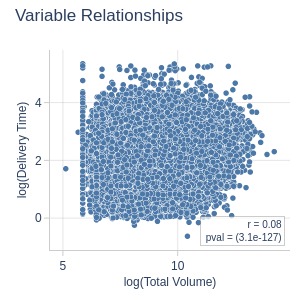 Variable Relationships
log(Delivery Time)
4
2
0
r = 0.08
pval = (3.1e-127)
5
10
log(Total Volume)